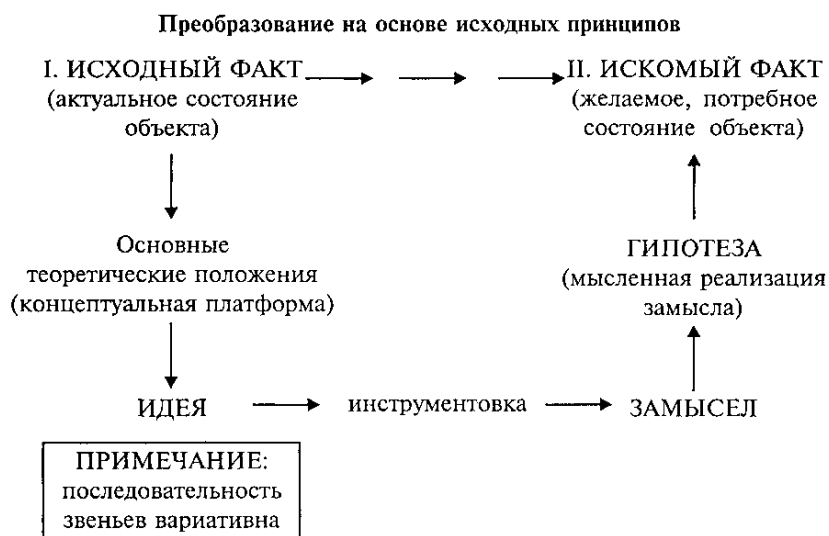 Преобразование на основе исходных принципов
I. ИСХОДНЫЙ ФАКТ
(актуальное состояние
объекта)
II. ИСКОМЫЙ ФАКТ
(желаемое, потребное
состояние объекта)
Основные
теоретические положения
(концептуальная платформа)
ГИПОТЕЗА
(мысленная реализация
замысла)
ИДЕЯ
инструментовка
ЗАМЫСЕЛ
ПРИМЕЧАНИЕ:
последовательность
звеньев вариативна